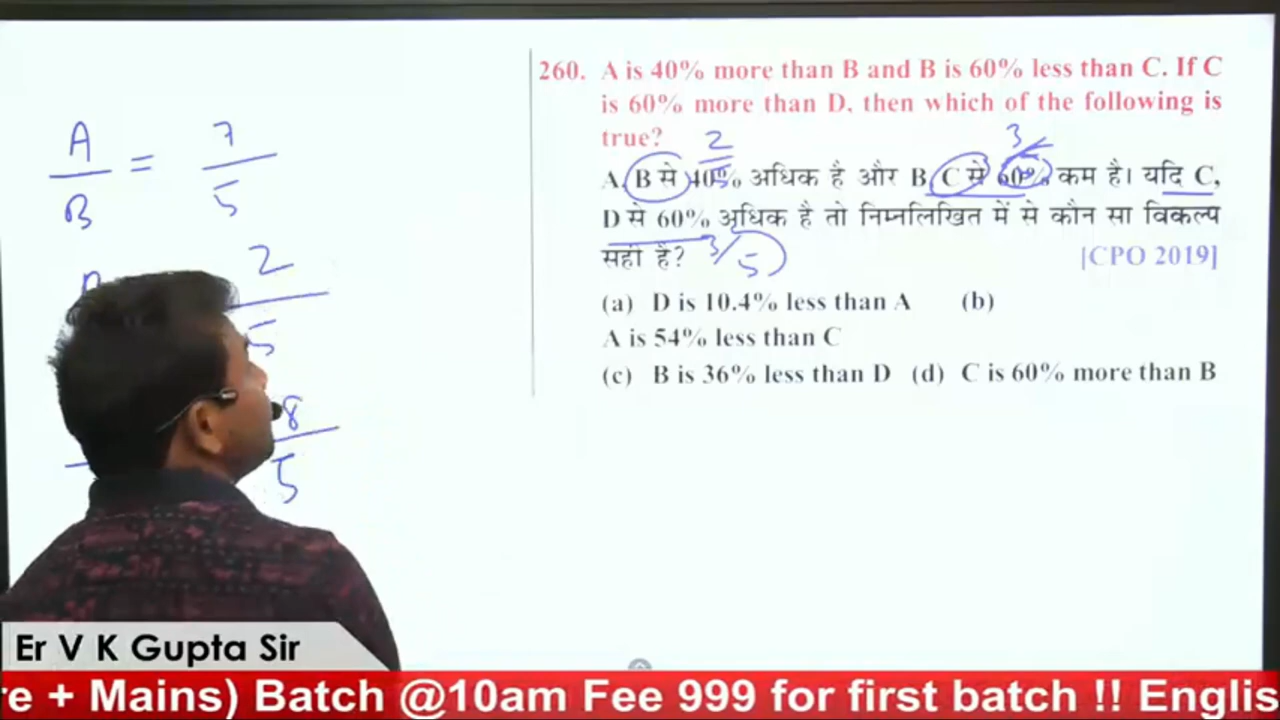 260. A is 40% more than B and B is 60% less than C. If C
is 60% more than D, then which of the following is
true?
A, B से 40% अधिक है और B, C से 60% कम है। यदि C,
D से 60% अधिक है तो निम्नलिखित में से कौन सा विकल्प
सही है?
[CPO 2019]
(a) D is 10.4% less than A (b)
A is 54% less than C
(c) B is 36% less than D (d) C is 60% more than B
A
B
=
7
5
2
5
8
5
2
5
3
3/5
Er V K Gupta Sir
re + Mains) Batch @10am Fee 999 for first batch !! Englis